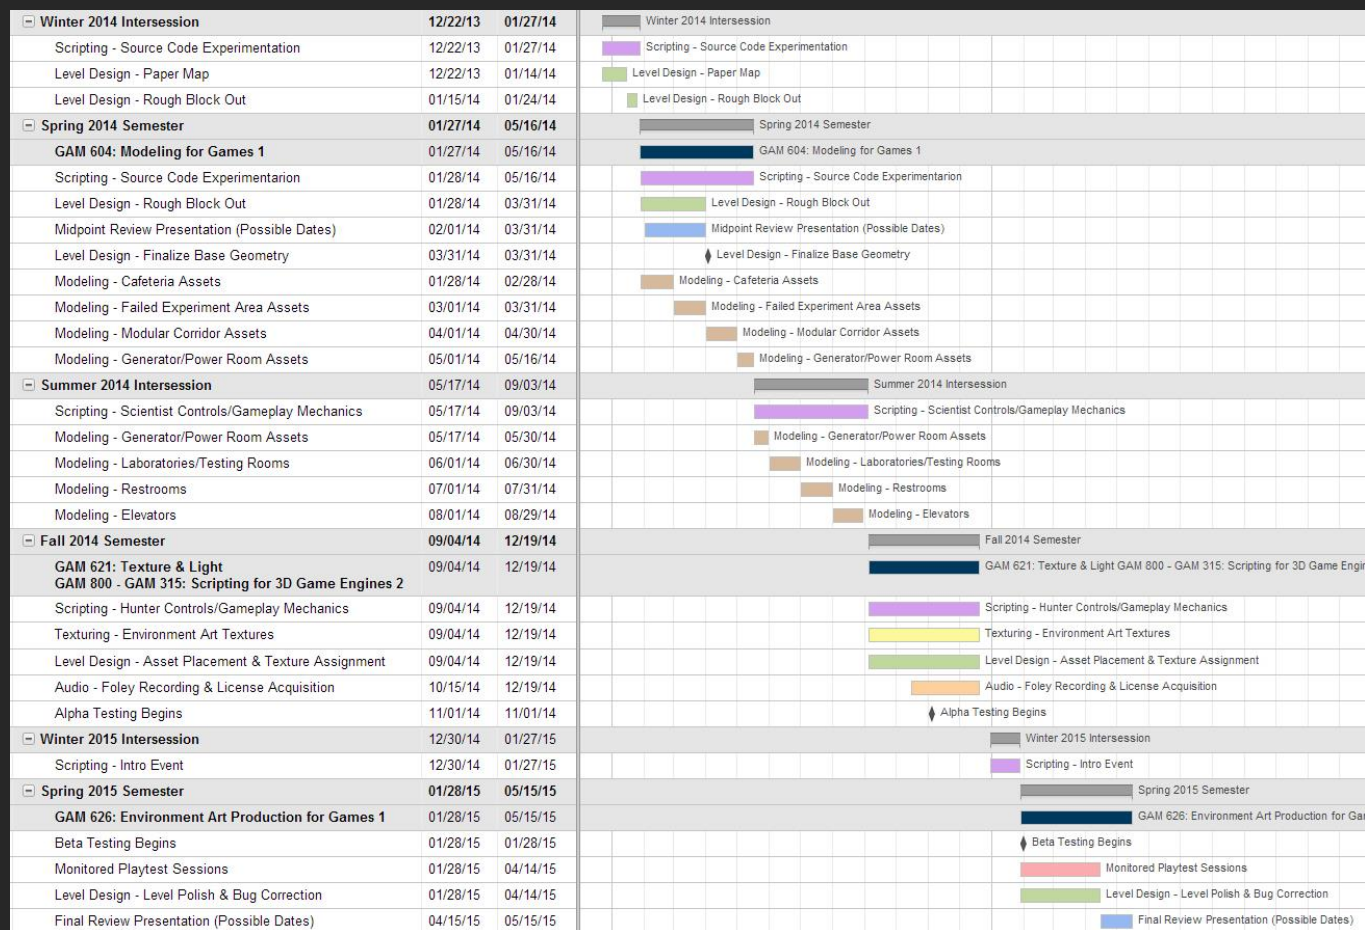 Winter 2014 Intersession 12/22/13 01/27/14 Winter 2014 Intersession
Scripting - Source Code Experimentation 12/22/13 01/27/14 Scripting - Source Code Experimentation
Level Design - Paper Map 12/22/13 01/14/14 Level Design - Paper Map
Level Design - Rough Block Out 01/15/14 01/24/14 Level Design - Rough Block Out
Spring 2014 Semester 01/27/14 05/16/14 Spring 2014 Semester
GAM 604: Modeling for Games 1 01/27/14 05/16/14 GAM 604: Modeling for Games 1
Scripting - Source Code Experimentarion 01/28/14 05/16/14 Scripting - Source Code Experimentarion
Level Design - Rough Block Out 01/28/14 03/31/14 Level Design - Rough Block Out
Midpoint Review Presentation (Possible Dates) 02/01/14 03/31/14 Midpoint Review Presentation (Possible Dates)
Level Design - Finalize Base Geometry 03/31/14 03/31/14 Level Design - Finalize Base Geometry
Modeling - Cafeteria Assets 01/28/14 02/28/14 Modeling - Cafeteria Assets
Modeling - Failed Experiment Area Assets 03/01/14 03/31/14 Modeling - Failed Experiment Area Assets
Modeling - Modular Corridor Assets 04/01/14 04/30/14 Modeling - Modular Corridor Assets
Modeling - Generator/Power Room Assets 05/01/14 05/16/14 Modeling - Generator/Power Room Assets
Summer 2014 Intersession 05/17/14 09/03/14 Summer 2014 Intersession
Scripting - Scientist Controls/Gameplay Mechanics 05/17/14 09/03/14 Scripting - Scientist Controls/Gameplay Mechanics
Modeling - Generator/Power Room Assets 05/17/14 05/30/14 Modeling - Generator/Power Room Assets
Modeling - Laboratories/Testing Rooms 06/01/14 06/30/14 Modeling - Laboratories/Testing Rooms
Modeling - Restrooms 07/01/14 07/31/14 Modeling - Restrooms
Modeling - Elevators 08/01/14 08/29/14 Modeling - Elevators
Fall 2014 Semester 09/04/14 12/19/14 Fall 2014 Semester
GAM 621: Texture & Light 09/04/14 12/19/14 GAM 621: Texture & Light GAM 800 - GAM 315: Scripting for 3D Game Engin
GAM 800 - GAM 315: Scripting for 3D Game Engines 2
Scripting - Hunter Controls/Gameplay Mechanics 09/04/14 12/19/14 Scripting - Hunter Controls/Gameplay Mechanics
Texturing - Environment Art Textures 09/04/14 12/19/14 Texturing - Environment Art Textures
Level Design - Asset Placement & Texture Assignment 09/04/14 12/19/14 Level Design - Asset Placement & Texture Assignment
Audio - Foley Recording & License Acquisition 10/15/14 12/19/14 Audio - Foley Recording & License Acquisition
Alpha Testing Begins 11/01/14 11/01/14 Alpha Testing Begins
Winter 2015 Intersession 12/30/14 01/27/15 Winter 2015 Intersession
Scripting - Intro Event 12/30/14 01/27/15 Scripting - Intro Event
Spring 2015 Semester 01/28/15 05/15/15 Spring 2015 Semester
GAM 626: Environment Art Production for Games 1 01/28/15 05/15/15 GAM 626: Environment Art Production for Gam
Beta Testing Begins 01/28/15 01/28/15 Beta Testing Begins
Monitored Playtest Sessions 01/28/15 04/14/15 Monitored Playtest Sessions
Level Design - Level Polish & Bug Correction 01/28/15 04/14/15 Level Design - Level Polish & Bug Correction
Final Review Presentation (Possible Dates) 04/15/15 05/15/15 Final Review Presentation (Possible Dates)